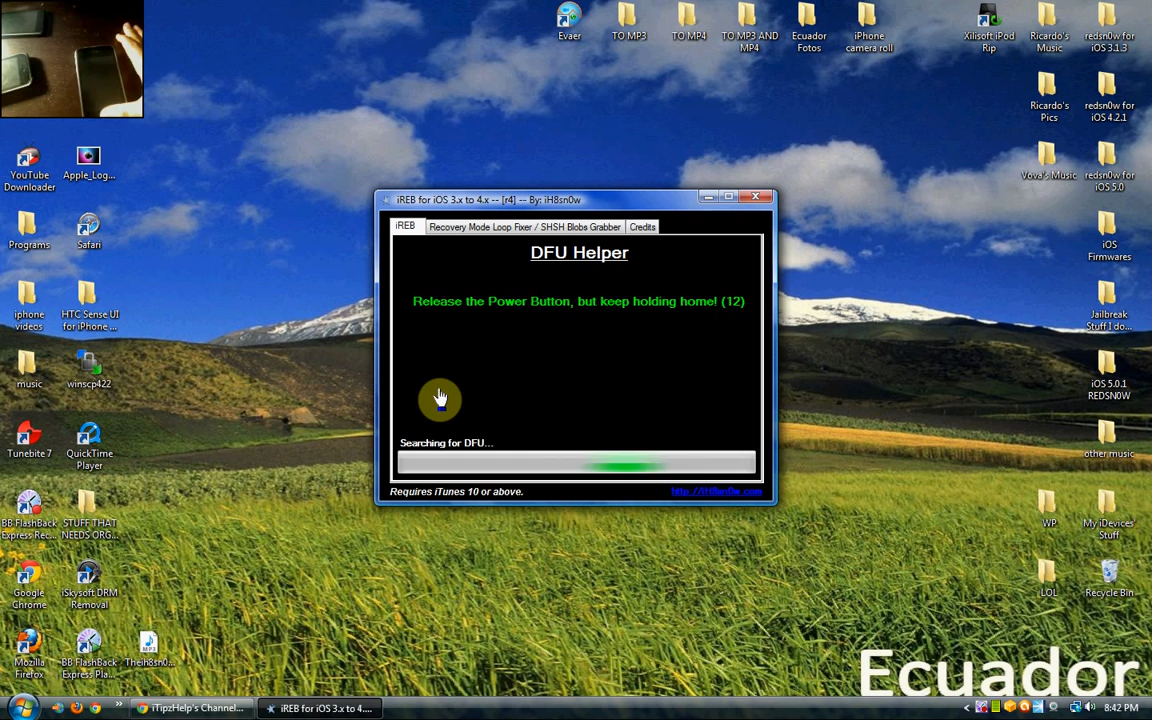 Evaer
TO MP3
TO MP4
TO MP3 AND
MP4
Ecuador
Fotos
iPhone
camera roll
Xilisoft iPod
Rip
Ricardo's
Music
redsn0w for
iOS 3.1.3
Ricardo's
Pics
redsn0w for
iOS 4.2.1
YouTube
Downloader
Apple_Log...
Vova's Music
redsn0w for
iOS 5.0
Programs
Safari
iOS
Firmwares
iphone
videos
HTC Sense UI
for iPhone ...
Jailbreak
Stuff I do...
music
winscp422
iOS 5.0.1
REDSN0W
Tunebite 7
QuickTime
Player
other music
BB FlashBack
Express Rec...
STUFF THAT
NEEDS ORG...
WP
My iDevices
Stuff
Google
Chrome
iSkysoft DRM
Removal
LOL
Recycle Bin
Mozilla
Firefox
BB FlashBack
Express Pla...
MP3
Theih8sn0...
iREB for iOS 3.x to 4.x -- [r4] -- By: iH8sn0w
iREB
Recovery Mode Loop Fixer / SHSH Blobs Grabber
Credits
DFU Helper
Release the Power Button, but keep holding home! (12)
Searching for DFU...
Requires iTunes 10 or above.
http://iH8sn0w.com
Ecuador
iTipzHelp's Channel...
iREB for iOS 3.x to 4....
8:42 PM